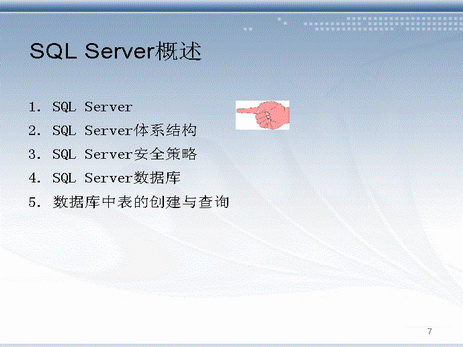 SQL Server概述
1. SQL Server
2. SQL Server体系结构
3. SQL Server安全策略
4. SQL Server数据库
5. 数据库中表的创建与查询
7